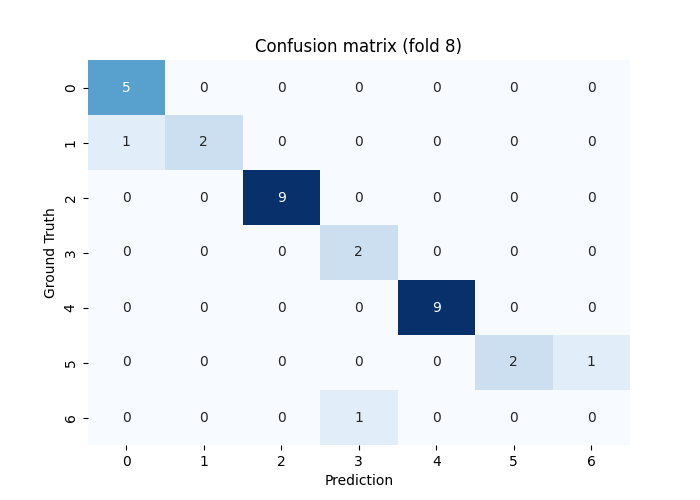 Confusion matrix (fold 8)
Ground Truth
0 5 0 0 0 0 0 0
1 1 2 0 0 0 0 0
2 0 0 9 0 0 0 0
3 0 0 0 2 0 0 0
4 0 0 0 0 9 0 0
5 0 0 0 0 0 2 1
6 0 0 0 1 0 0 0
0 1 2 3 4 5 6
Prediction